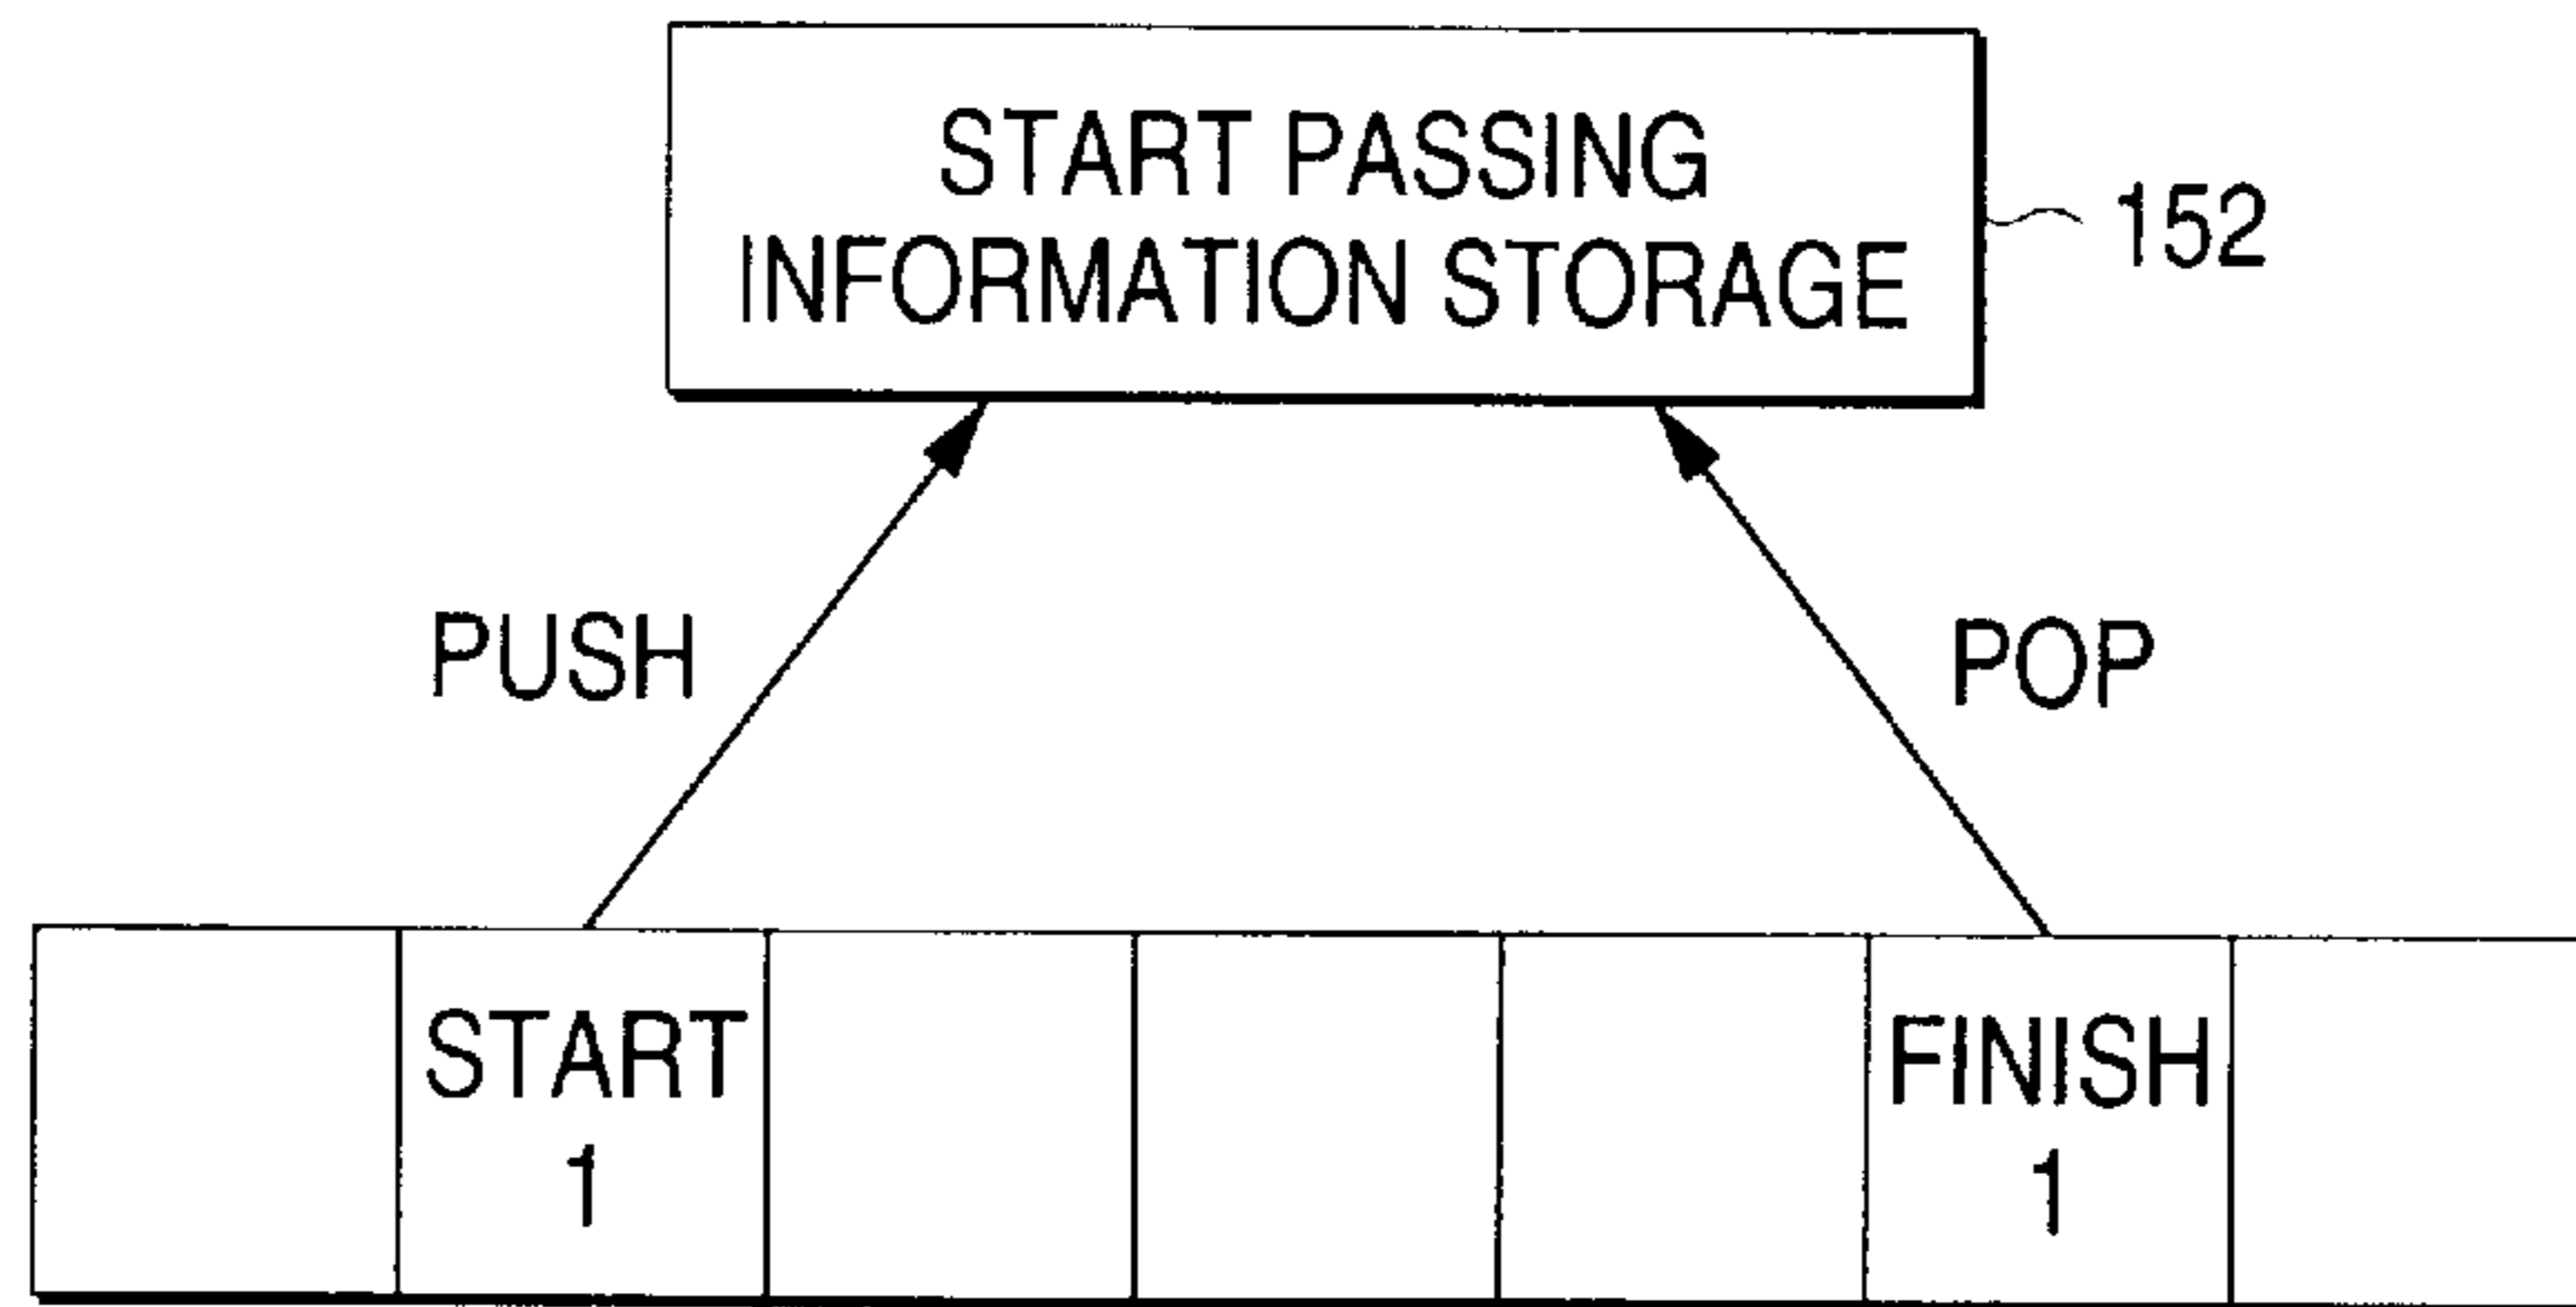 START PASSING
INFORMATION STORAGE
152
PUSH
POP
START
1
FINISH
1